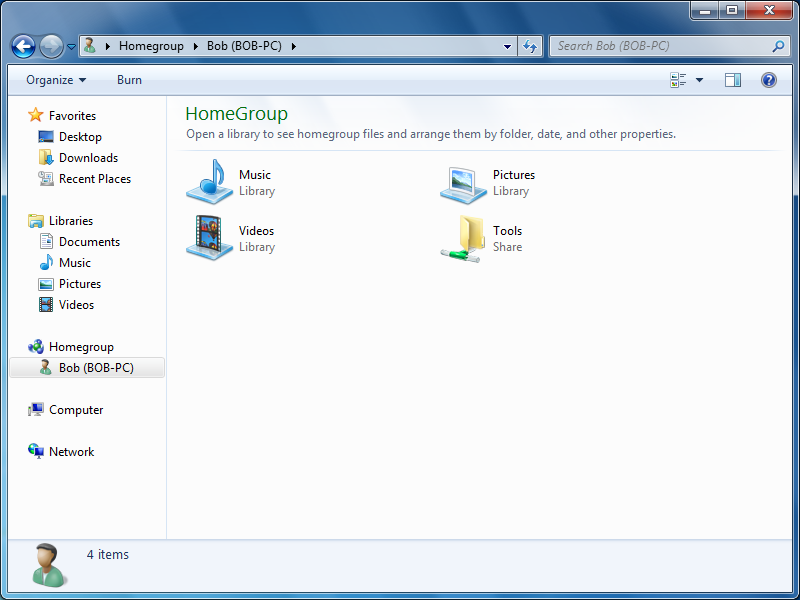 Homegroup Bob (BOB-PC)
Search Bob (BOB-PC)
Organize Burn
Favorites
Desktop
Downloads
Recent Places
Libraries
Documents
Music
Pictures
Videos
Homegroup
Bob (BOB-PC)
Computer
Network
HomeGroup
Open a library to see homegroup files and arrange them by folder, date, and other properties.
Music
Library
Pictures
Library
Videos
Library
Tools
Share
4 items